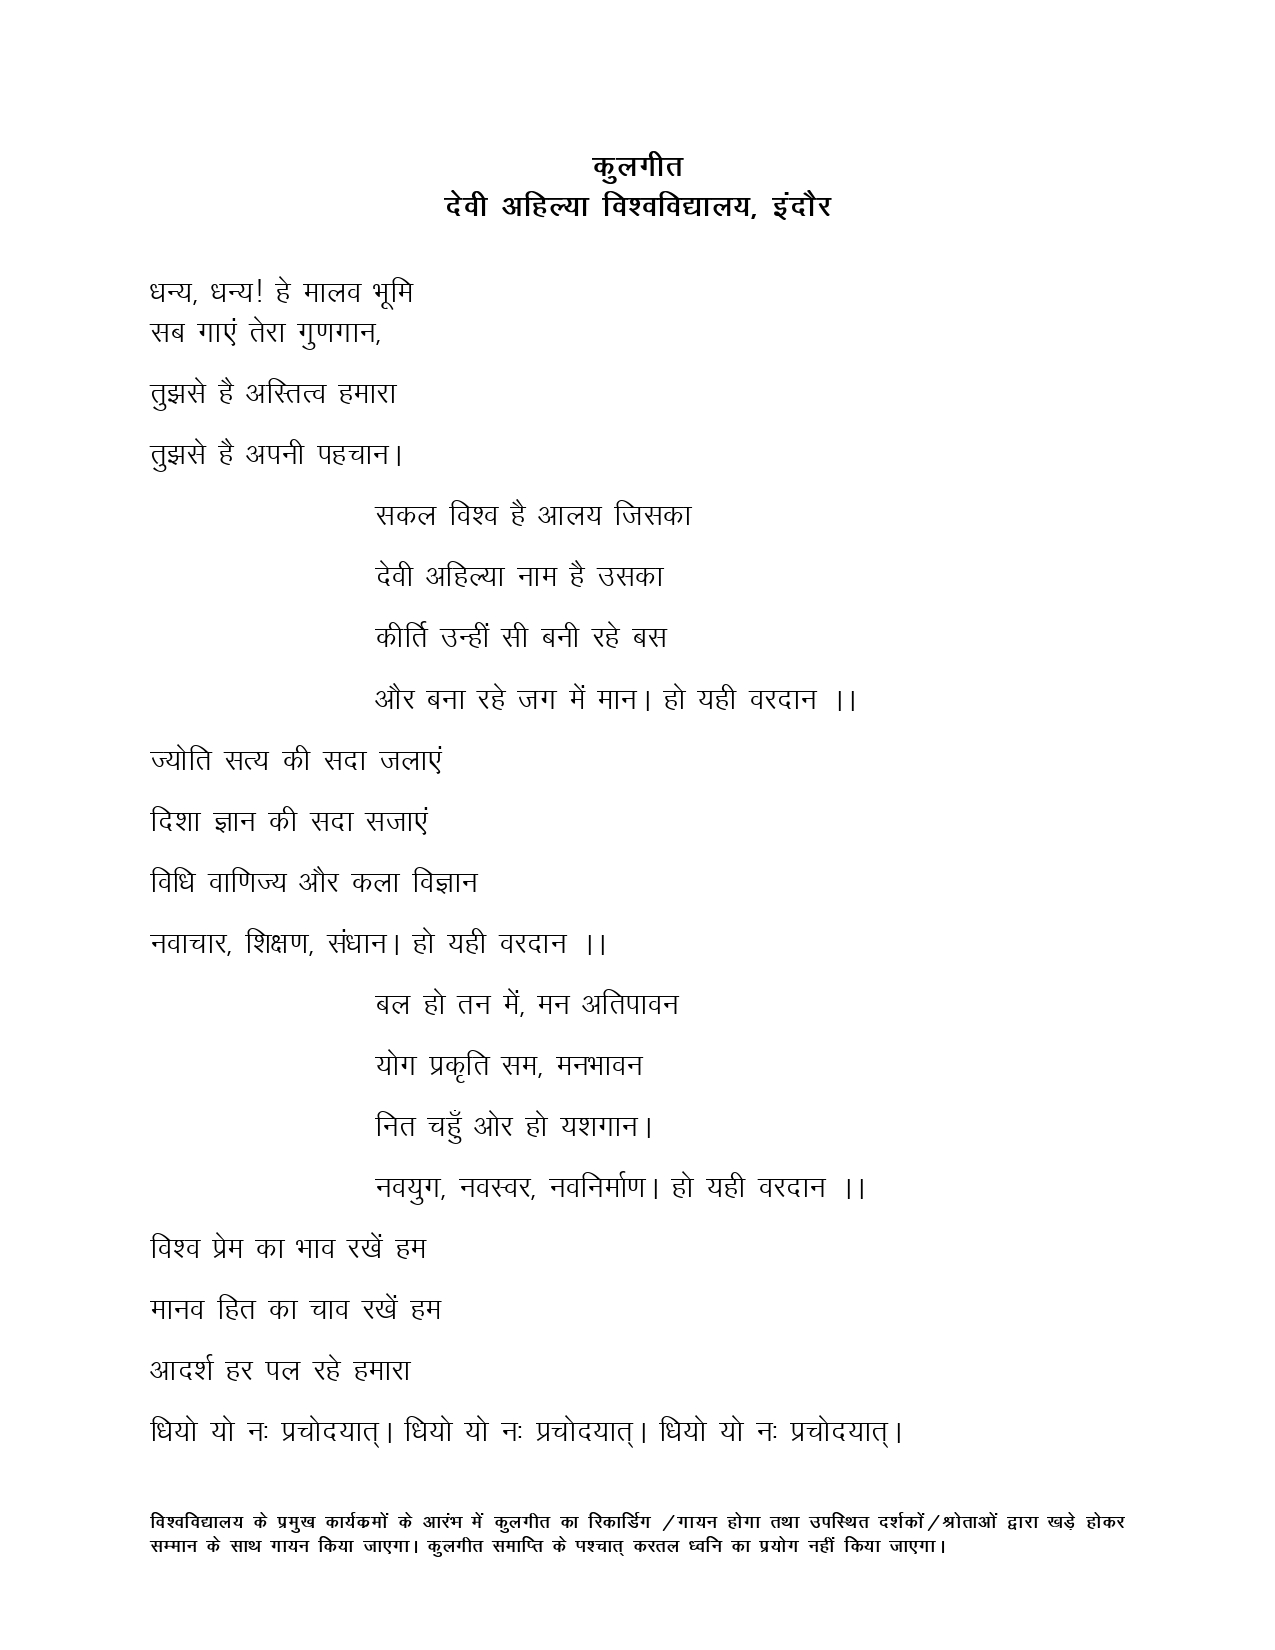 कुलगीत
देवी अहिल्या विश्वविद्यालय, इंदौर
धन्य, धन्य! हे मालव भूमि
सब गाएं तेरा गुणगान,
तुझसे है अस्तित्व हमारा
तुझसे है अपनी पहचान।
सकल विश्व है आलय जिसका
देवी अहिल्या नाम है उसका
कीर्ति उन्हीं सी बनी रहे बस
और बना रहे जग में मान। हो यही वरदान ।।
ज्योति सत्य की सदा जलाएं
दिशा ज्ञान की सदा सजाएं
विधि वाणिज्य और कला विज्ञान
नवाचार, शिक्षण, संधान। हो यही वरदान ।।
बल हो तन में, मन अतिपावन
योग प्रकृति सम, मनभावन
नित चहुँ ओर हो यशगान।
नवयुग, नवस्वर, नवनिर्माण। हो यही वरदान ।।
विश्व प्रेम का भाव रखें हम
मानव हित का चाव रखें हम
आदर्श हर पल रहे हमारा
धियो यो नः प्रचोदयात्। धियो यो नः प्रचोदयात्। धियो यो नः प्रचोदयात्।
विश्वविद्यालय के प्रमुख कार्यकमों के आरंभ में कुलगीत का रिकार्डिग /गायन होगा तथा उपस्थित दर्शकों/श्रोताओं द्वारा खड़े होकर
सम्मान के साथ गायन किया जाएगा। कुलगीत समाप्ति के पश्चात् करतल ध्वनि का प्रयोग नहीं किया जाएगा।